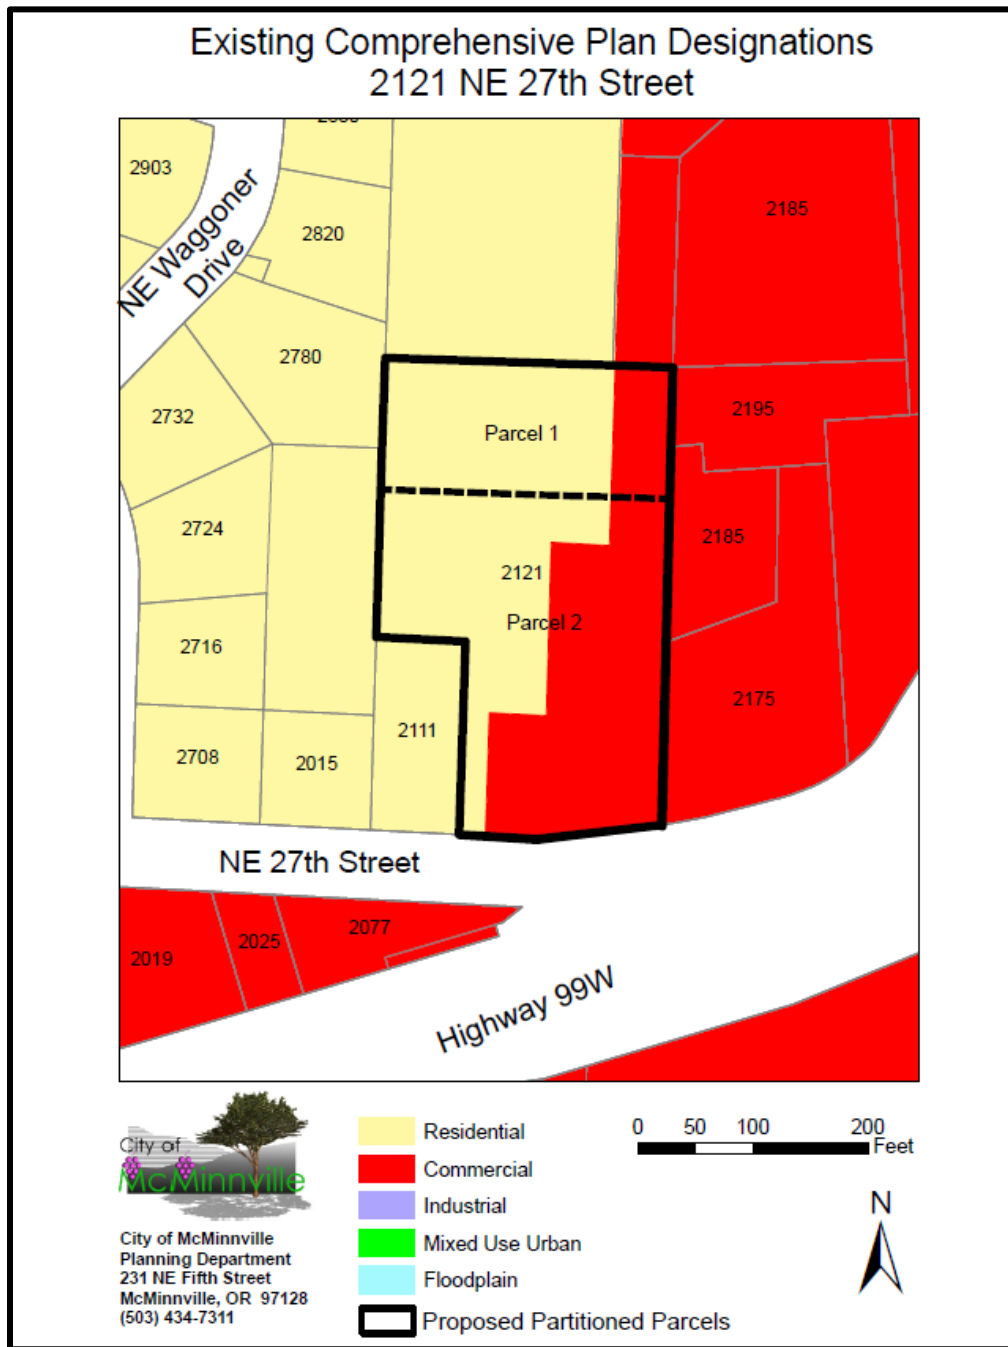 Existing Comprehensive Plan Designations
2121 NE 27th Street
2903
NE Waggoner
Drive
2820
2185
2780
2732
2195
Parcel 1
2724
2185
2121
Parcel 2
2716
2175
2111
2708
2015
NE 27th Street
2077
2025
2019
Highway 99W
City of
McMinnville
City of McMinnville
Planning Department
231 NE Fifth Street
McMinnville, OR 97128
(503) 434-7311
Residential
Commercial
Industrial
Mixed Use Urban
Floodplain
Proposed Partitioned Parcels
0 50 100 200
Feet
N